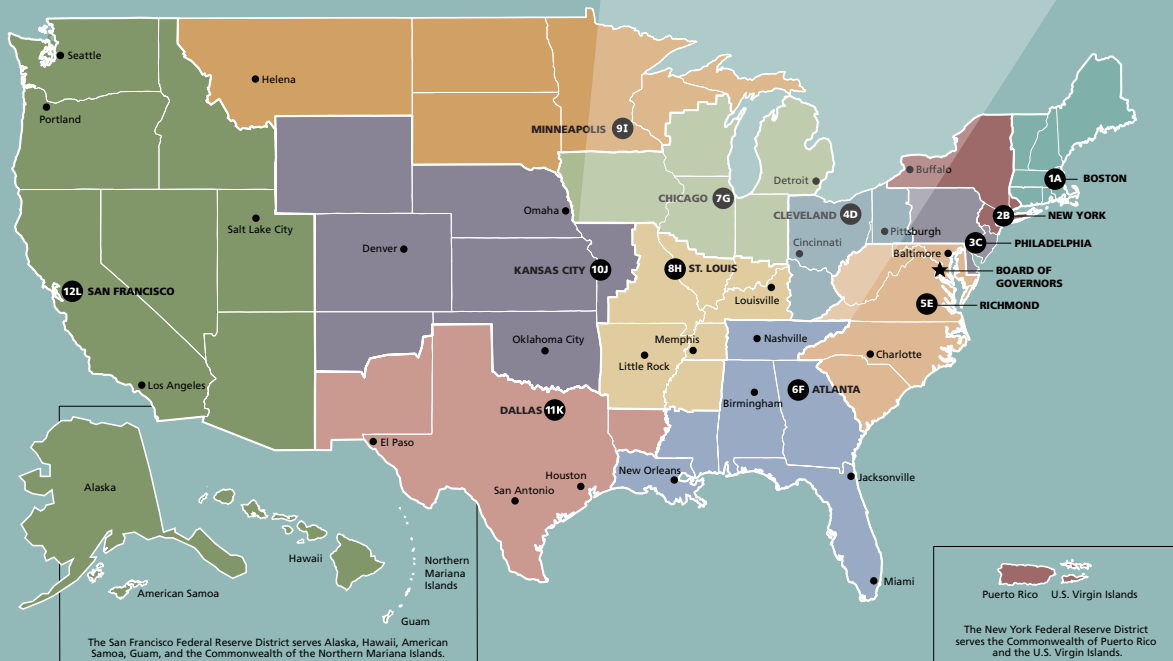 Seattle
Portland
Helena
MINNEAPOLIS 9I
Detroit
Buffalo
1A BOSTON
CHICAGO 7G
CLEVELAND 4D
2B NEW YORK
Omaha
Salt Lake City
Pittsburgh
Denver
Cincinnati
Baltimore
3C PHILADELPHIA
KANSAS CITY 10J
8H ST. LOUIS
BOARD OF
GOVERNORS
12L SAN FRANCISCO
Louisville
5E RICHMOND
Oklahoma City
Memphis
Nashville
Little Rock
Charlotte
Los Angeles
Birmingham
6F ATLANTA
DALLAS 11K
El Paso
New Orleans
Houston
San Antonio
Jacksonville
Miami
Alaska
Hawaii
American Samoa
Northern
Mariana
Islands
Guam
The San Francisco Federal Reserve District serves Alaska, Hawaii, American
Samoa, Guam, and the Commonwealth of the Northern Mariana Islands.
Puerto Rico
U.S. Virgin Islands
The New York Federal Reserve District
serves the Commonwealth of Puerto Rico
and the U.S. Virgin Islands.